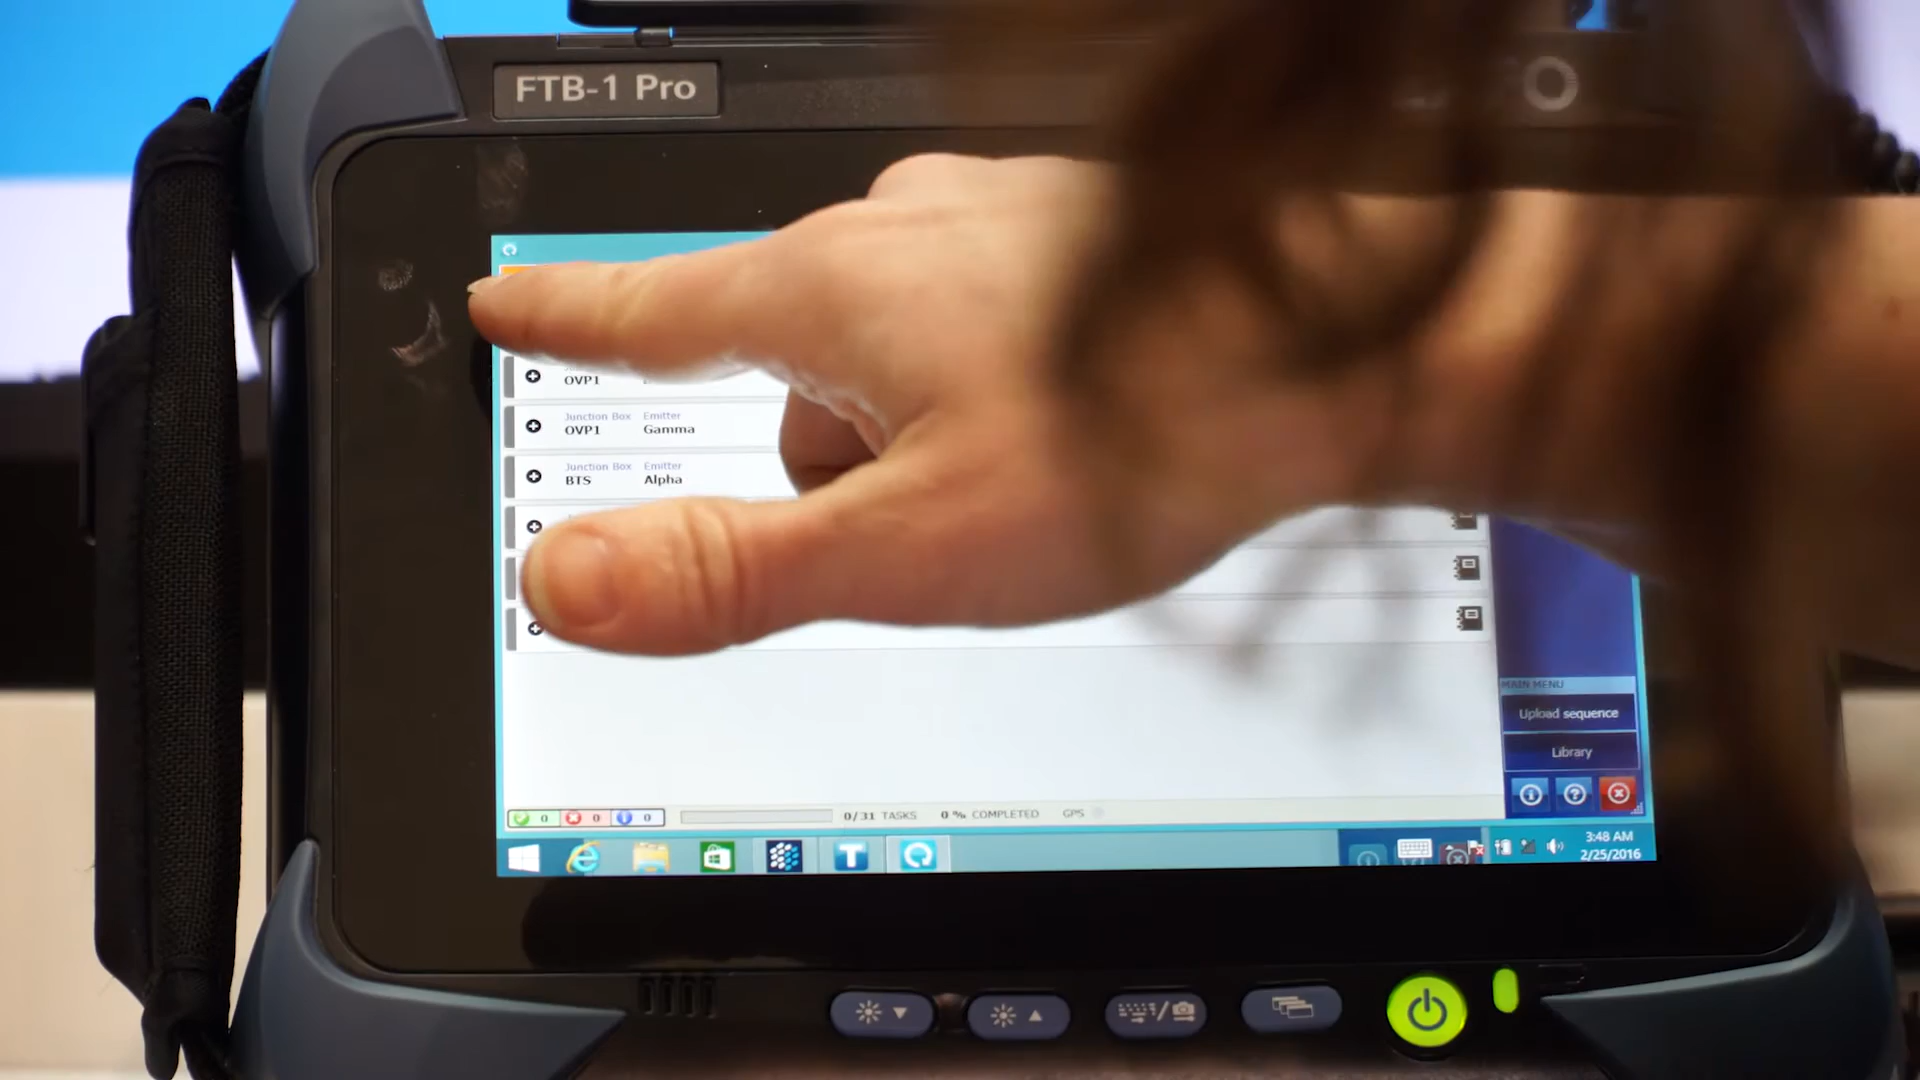 FTB-1 Pro
OVP1
Junction Box Emitter
OVP1 Gamma
Junction Box Emitter
BTS Alpha
MAIN MENU
Upload sequence
Library
0 0 0 0/31 TASKS 0 % COMPLETED GPS
3:48 AM
2/25/2016